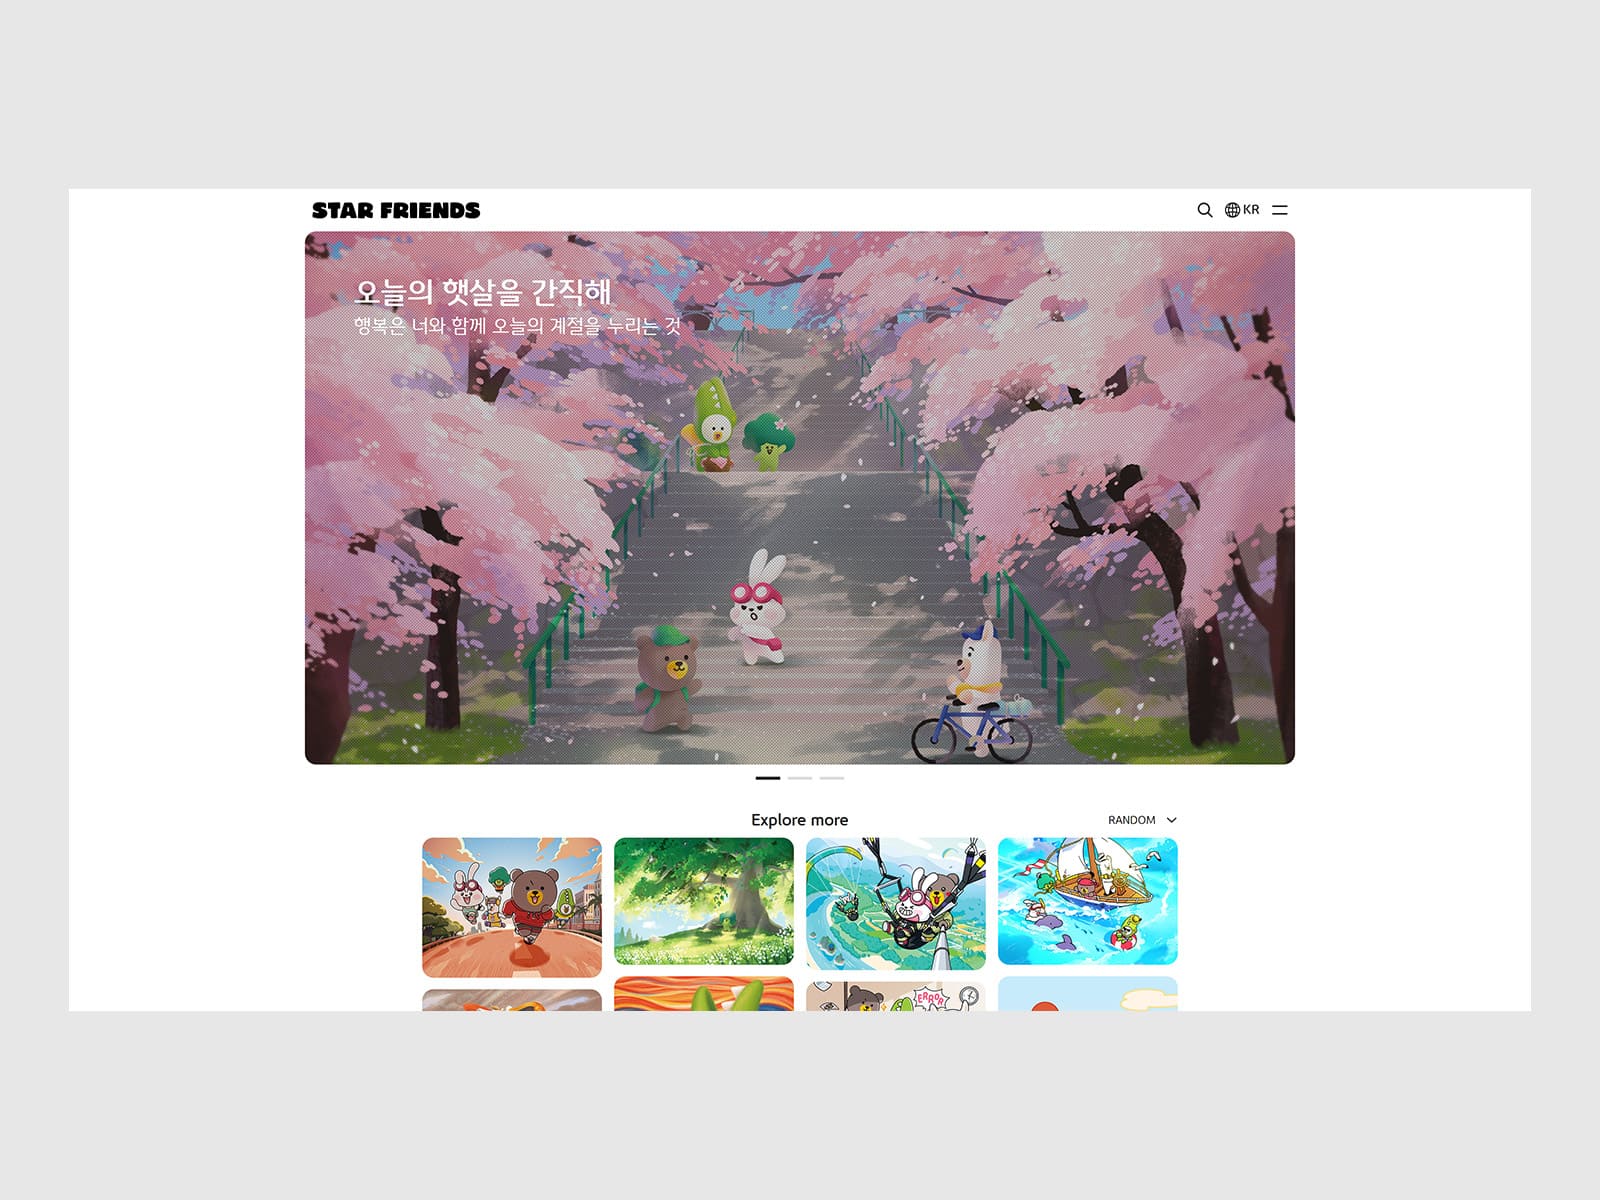 STAR FRIENDS
KR
오늘의 햇살을 간직해
행복은 너와 함께 오늘의 계절을 누리는 것
Explore more
RANDOM
ERROR